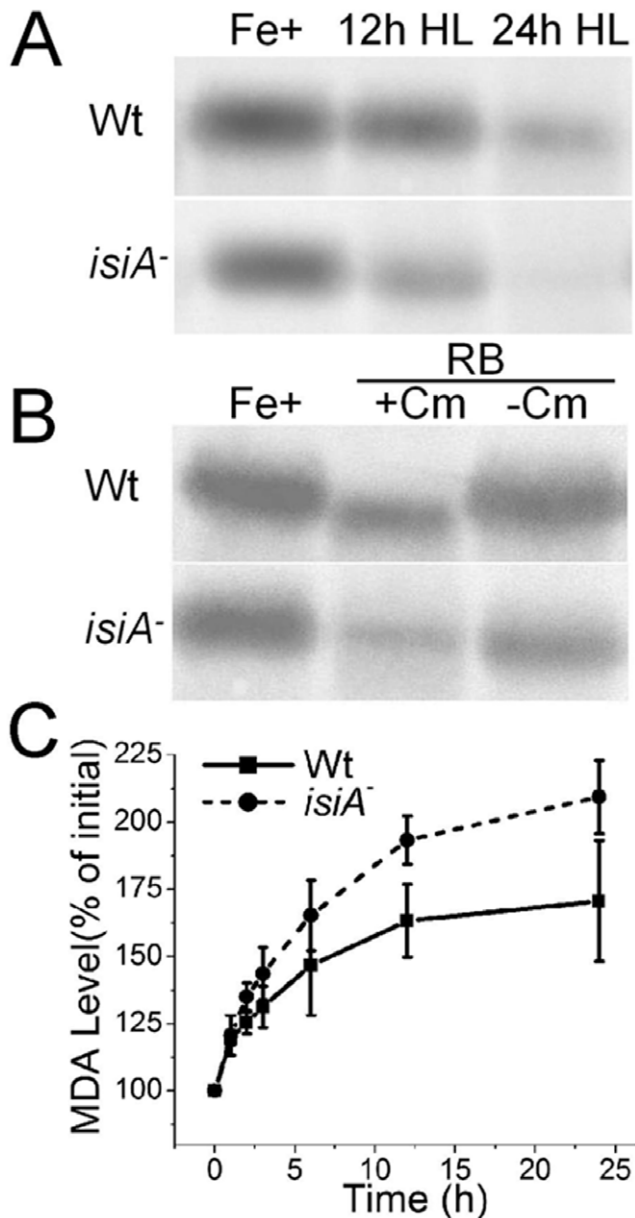 A
Fe+ 12h HL 24h HL
Wt
isiA-
RB
B
Fe+ +Cm -Cm
Wt
isiA-
C
MDA Level(% of initial)
225
200
175
150
125
100
Wt
isiA-
0 5 10 15 20 25
Time (h)